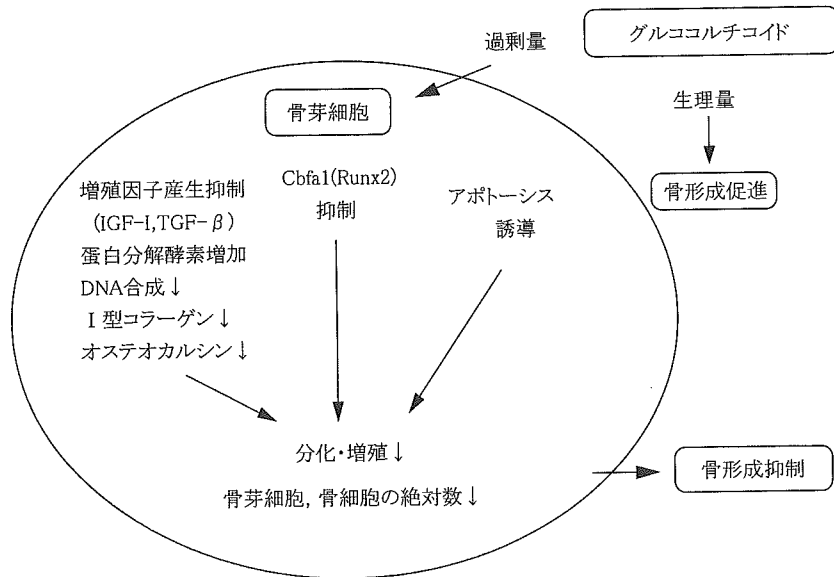 グルココルチコイド
過剰量
生理量
骨芽細胞
骨形成促進
増殖因子産生抑制
(IGF-I,TGF-β)
蛋白分解酵素増加
DNA合成↓
Ⅰ型コラーゲン↓
オステオカルシン↓
Cbfa1(Runx2)
抑制
アポトーシス
誘導
分化・増殖↓
骨芽細胞, 骨細胞の絶対数↓
骨形成抑制